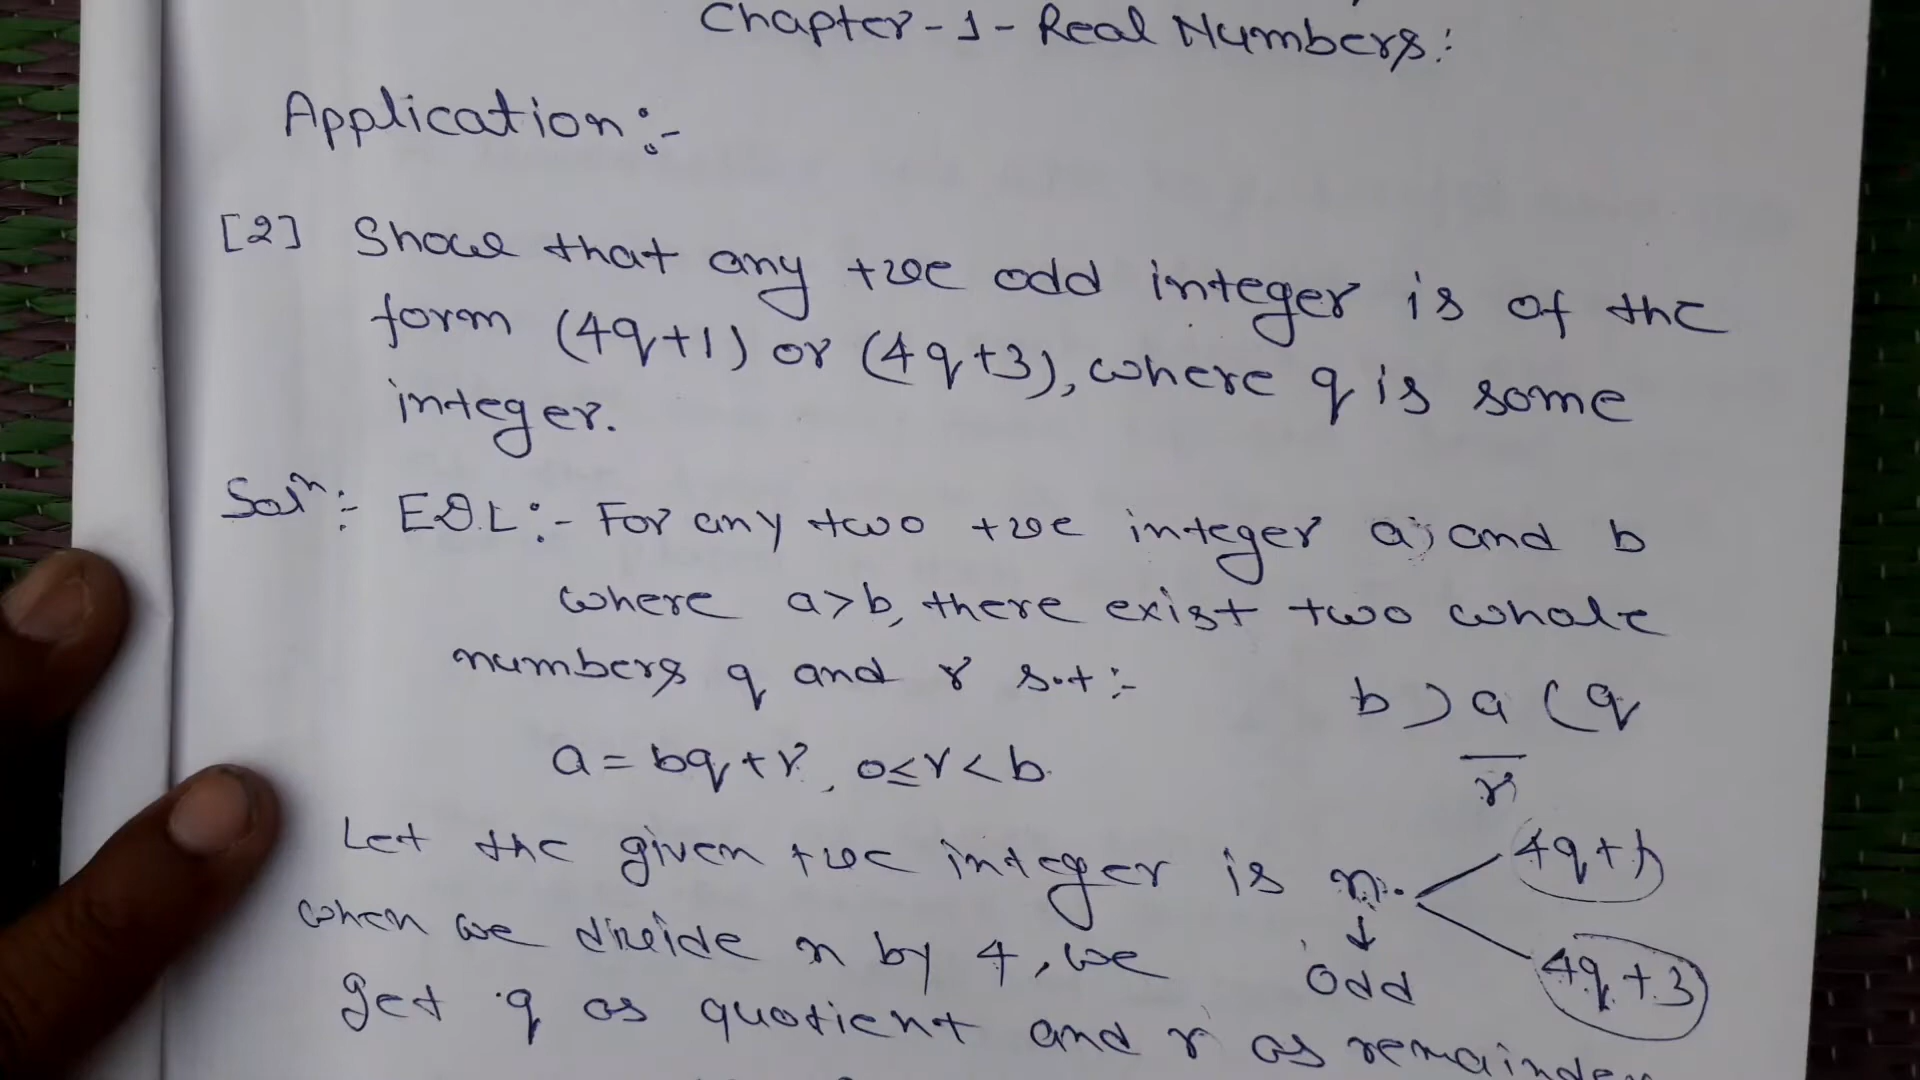 Chapter-1-Real Numbers:
Application :-
[2] Show that any +ve odd integer is of the
form (4q+1) or (4q+3), where q is some
integer.
Solⁿ :- E.D.L :- For any two +ve integer a, and b
where a>b, there exist two whole
numbers q and r s.t :-
b ) a ( q
r
a = bq + r, 0≤r<b.
Let the given +ve integer is n.
4q+1
when we divide n by 4, we
↓
odd
4q+3
get q as quotient and r as remainder